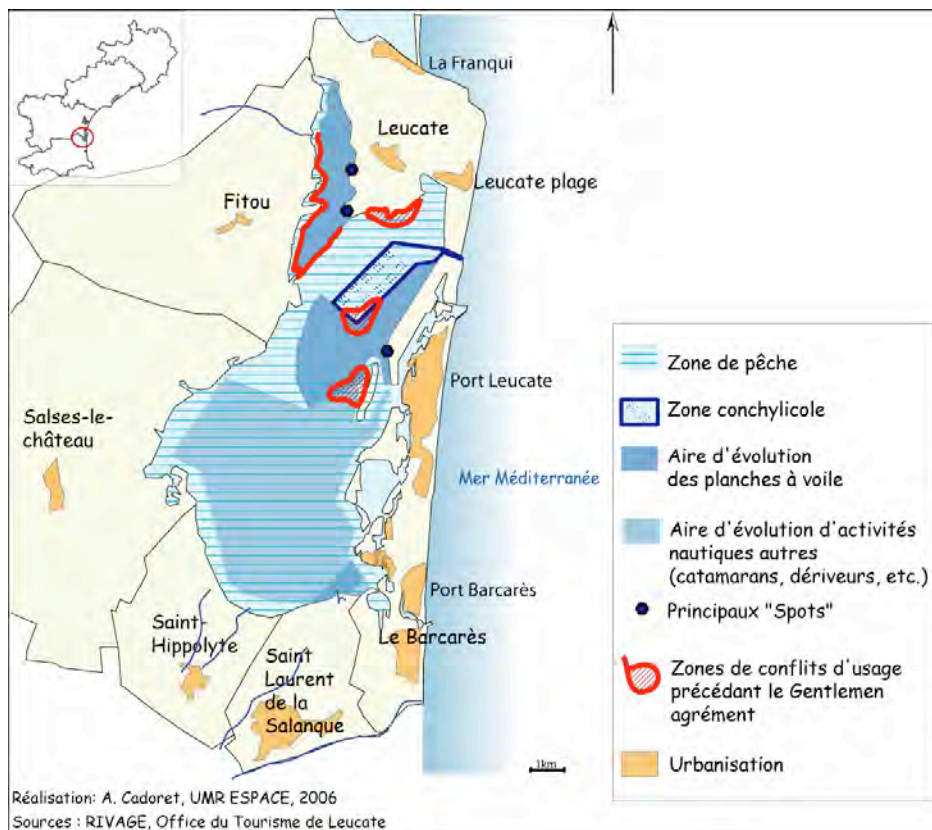 La Franqui
Leucate
Leucate plage
Fitou
Port Leucate
Salses-le-
château
Mer Méditerranée
Port Barcarès
Saint-
Hippolyte
Le Barcarès
Saint
Laurent
de la
Salanque
1km
Zone de pêche
Zone conchylicole
Aire d'évolution
des planches à voile
Aire d'évolution d'activités
nautiques autres
(catamarans, dériveurs, etc.)
Principaux "Spots"
Zones de conflits d'usage
précédant le Gentlemen
agrément
Urbanisation
Réalisation: A. Cadoret, UMR ESPACE, 2006
Sources : RIVAGE, Office du Tourisme de Leucate